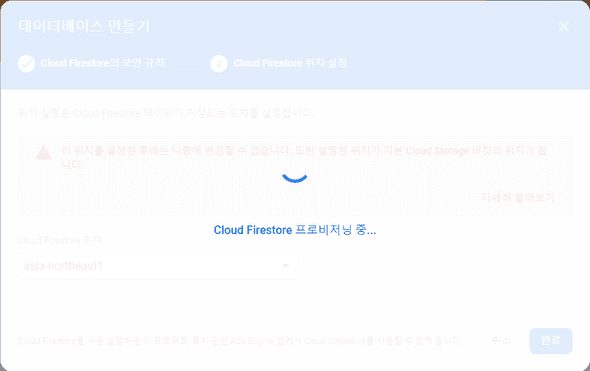 데이터베이스 만들기
Cloud Firestore의 보안 규칙
2 Cloud Firestore 위치 설정
위치 설정은 Cloud Firestore 데이터가 저장되는 위치를 설정합니다.
이 위치를 설정한 후에는 나중에 변경할 수 없습니다. 또한 설정한 위치가 기본 Cloud Storage 버킷의 위치가 됩
니다.
자세히 알아보기
Cloud Firestore 프로비저닝 중...
Cloud Firestore 위치
asia-northeast1
Cloud Firestore를 사용 설정하면 이 프로젝트, 특히 관련 App Engine 앱에서 Cloud Datastore를 사용할 수 없게 됩니다.
취소
완료